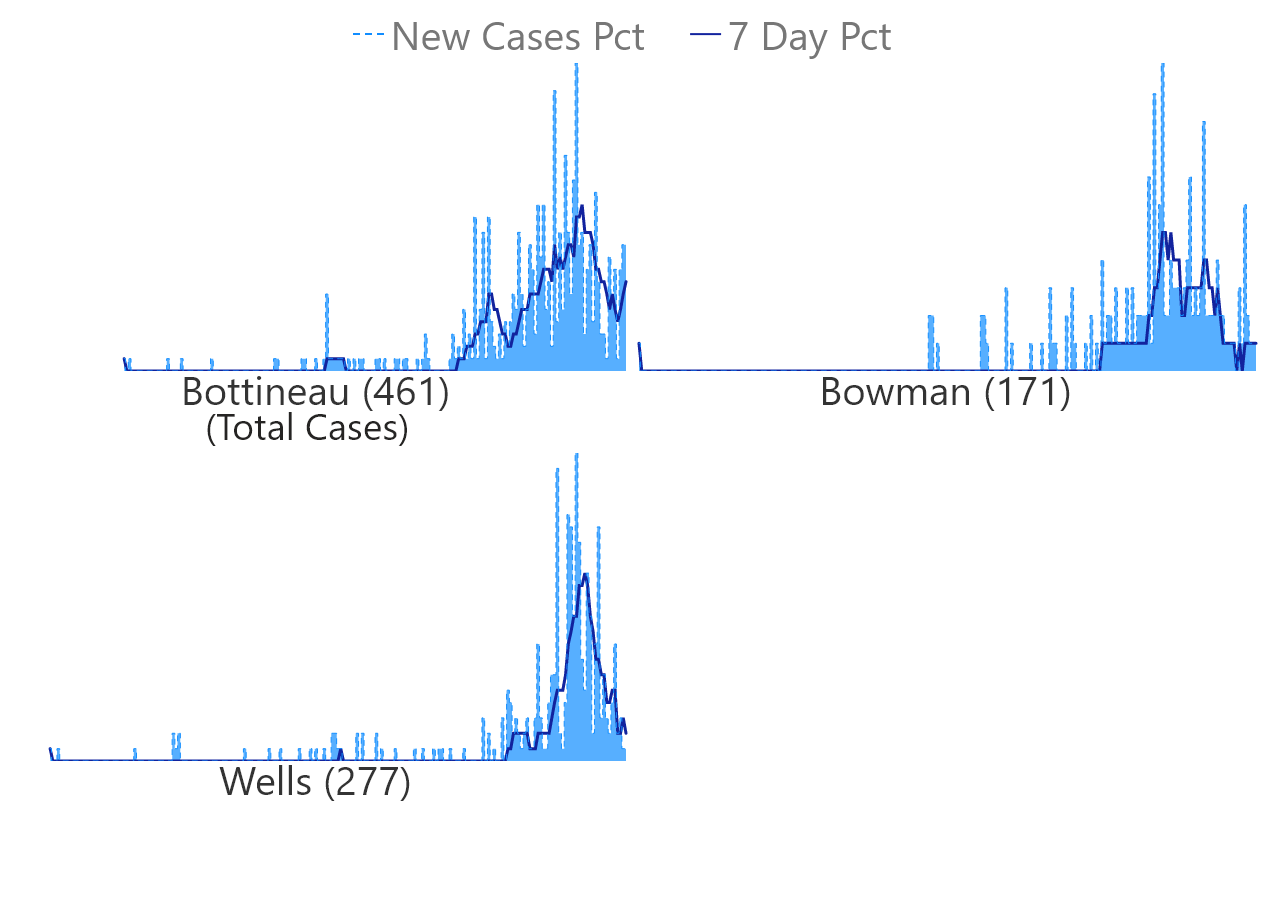 New Cases Pct 7 Day Pct
Bottineau (461)
(Total Cases)
Bowman (171)
Wells (277)